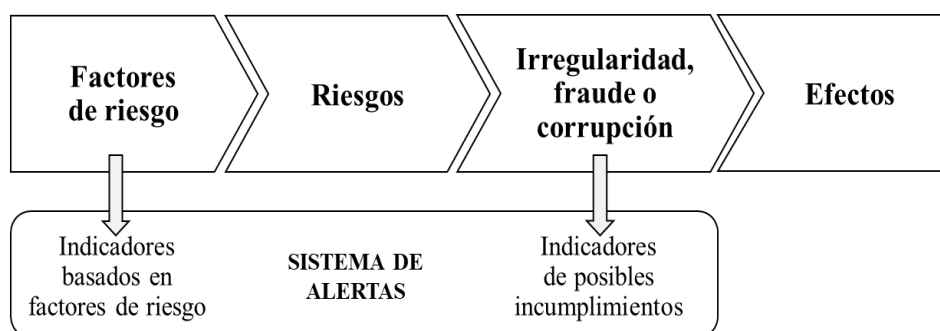 Factores
de riesgo
Riesgos
Irregularidad,
fraude o
corrupción
Efectos
Indicadores
basados en
factores de riesgo
SISTEMA DE
ALERTAS
Indicadores
de posibles
incumplimientos